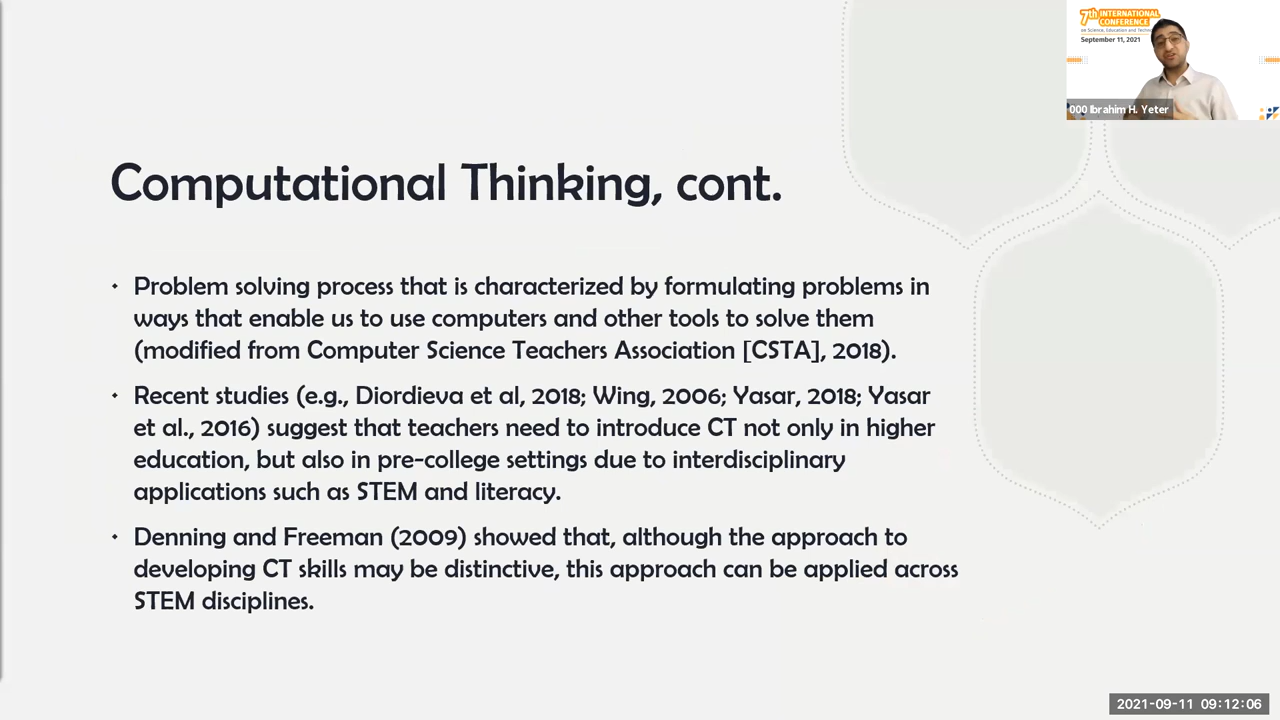 7th INTERNATIONAL
CONFERENCE
on Science, Education and
September 11, 2021
000 Ibrahim H. Yeter
Computational Thinking, cont.
• Problem solving process that is characterized by formulating problems in
ways that enable us to use computers and other tools to solve them
(modified from Computer Science Teachers Association [CSTA], 2018).
• Recent studies (e.g., Diordieva et al, 2018; Wing, 2006; Yasar, 2018; Yasar
et al., 2016) suggest that teachers need to introduce CT not only in higher
education, but also in pre-college settings due to interdisciplinary
applications such as STEM and literacy.
• Denning and Freeman (2009) showed that, although the approach to
developing CT skills may be distinctive, this approach can be applied across
STEM disciplines.
2021-09-11 09:12:06